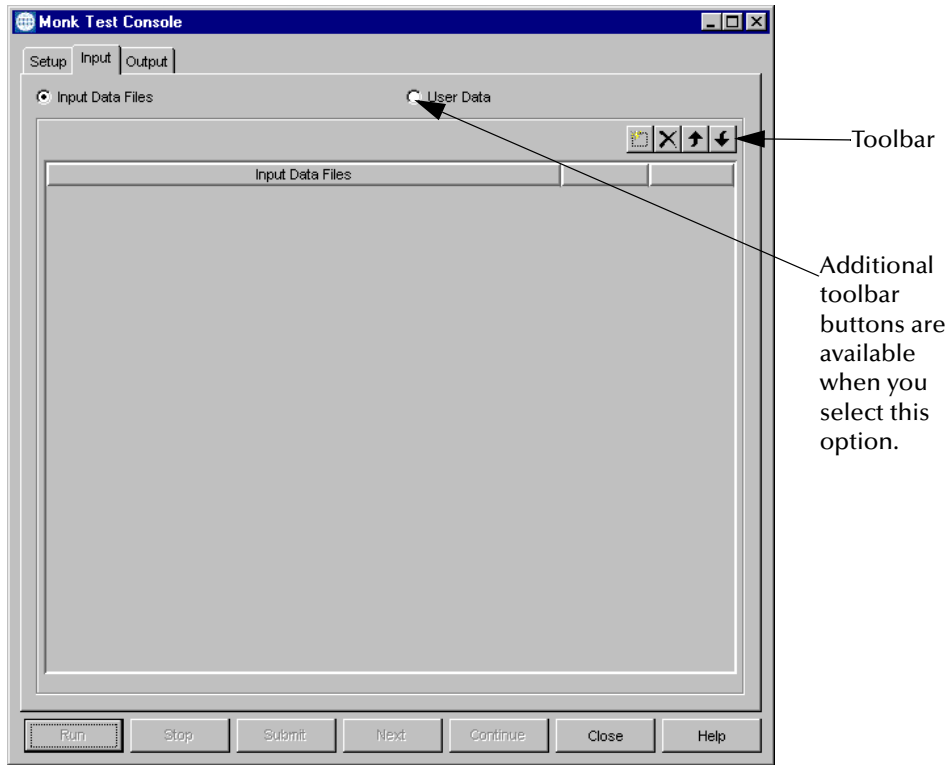 Monk Test Console
Setup Input Output
Input Data Files User Data
Toolbar
Input Data Files
Additional
toolbar
buttons are
available
when you
select this
option.
Run Stop Submit Next Continue Close Help